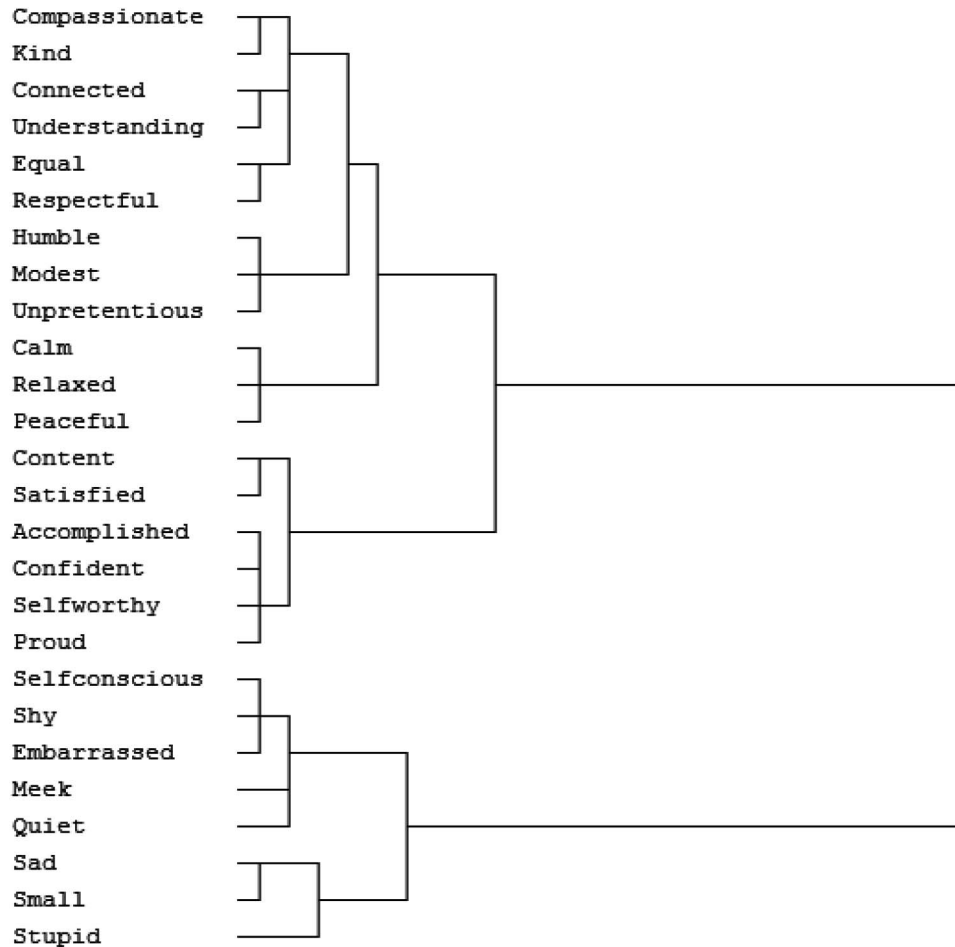 Compassionate
Kind
Connected
Understanding
Equal
Respectful
Humble
Modest
Unpretentious
Calm
Relaxed
Peaceful
Content
Satisfied
Accomplished
Confident
Selfworthy
Proud
Selfconscious
Shy
Embarrassed
Meek
Quiet
Sad
Small
Stupid